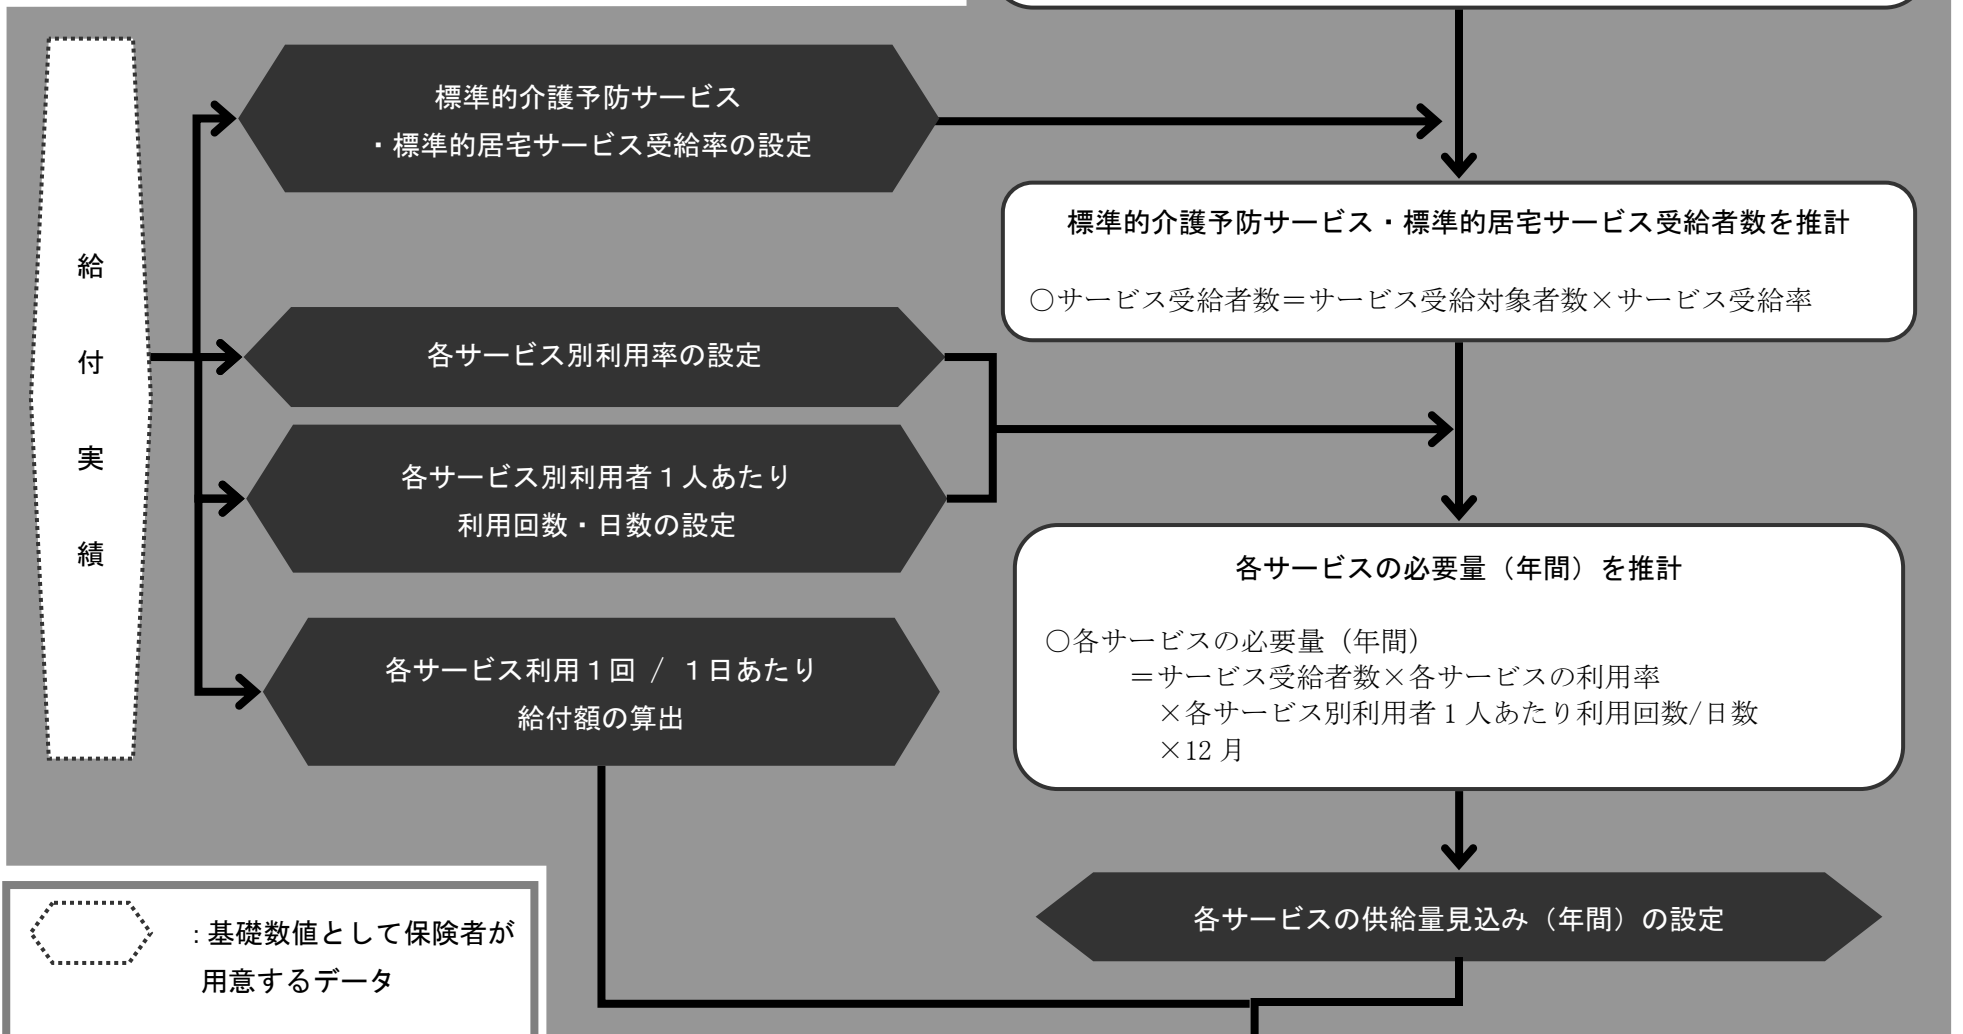 給
付
実
績
標準的介護予防サービス
・標準的居宅サービス受給率の設定
各サービス別利用率の設定
各サービス別利用者１人あたり
利用回数・日数の設定
各サービス利用１回 / １日あたり
給付額の算出
標準的介護予防サービス・標準的居宅サービス受給者数を推計
○サービス受給者数＝サービス受給対象者数×サービス受給率
各サービスの必要量（年間）を推計
○各サービスの必要量（年間）
＝サービス受給者数×各サービスの利用率
×各サービス別利用者１人あたり利用回数/日数
×12 月
各サービスの供給量見込み（年間）の設定
：基礎数値として保険者が
用意するデータ